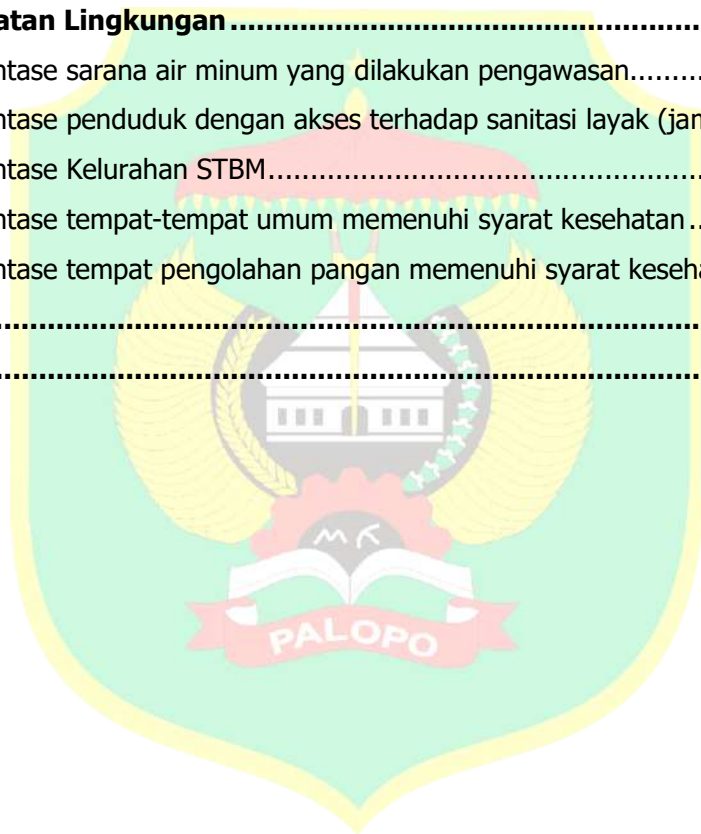 atan Lingkungan..............................................................
ntase sarana air minum yang dilakukan pengawasan..........
ntase penduduk dengan akses terhadap sanitasi layak (jam
ntase Kelurahan STBM..................................................
ntase tempat-tempat umum memenuhi syarat kesehatan...
ntase tempat pengolahan pangan memenuhi syarat keseha
................................................................................
................................................................................
PALOPO